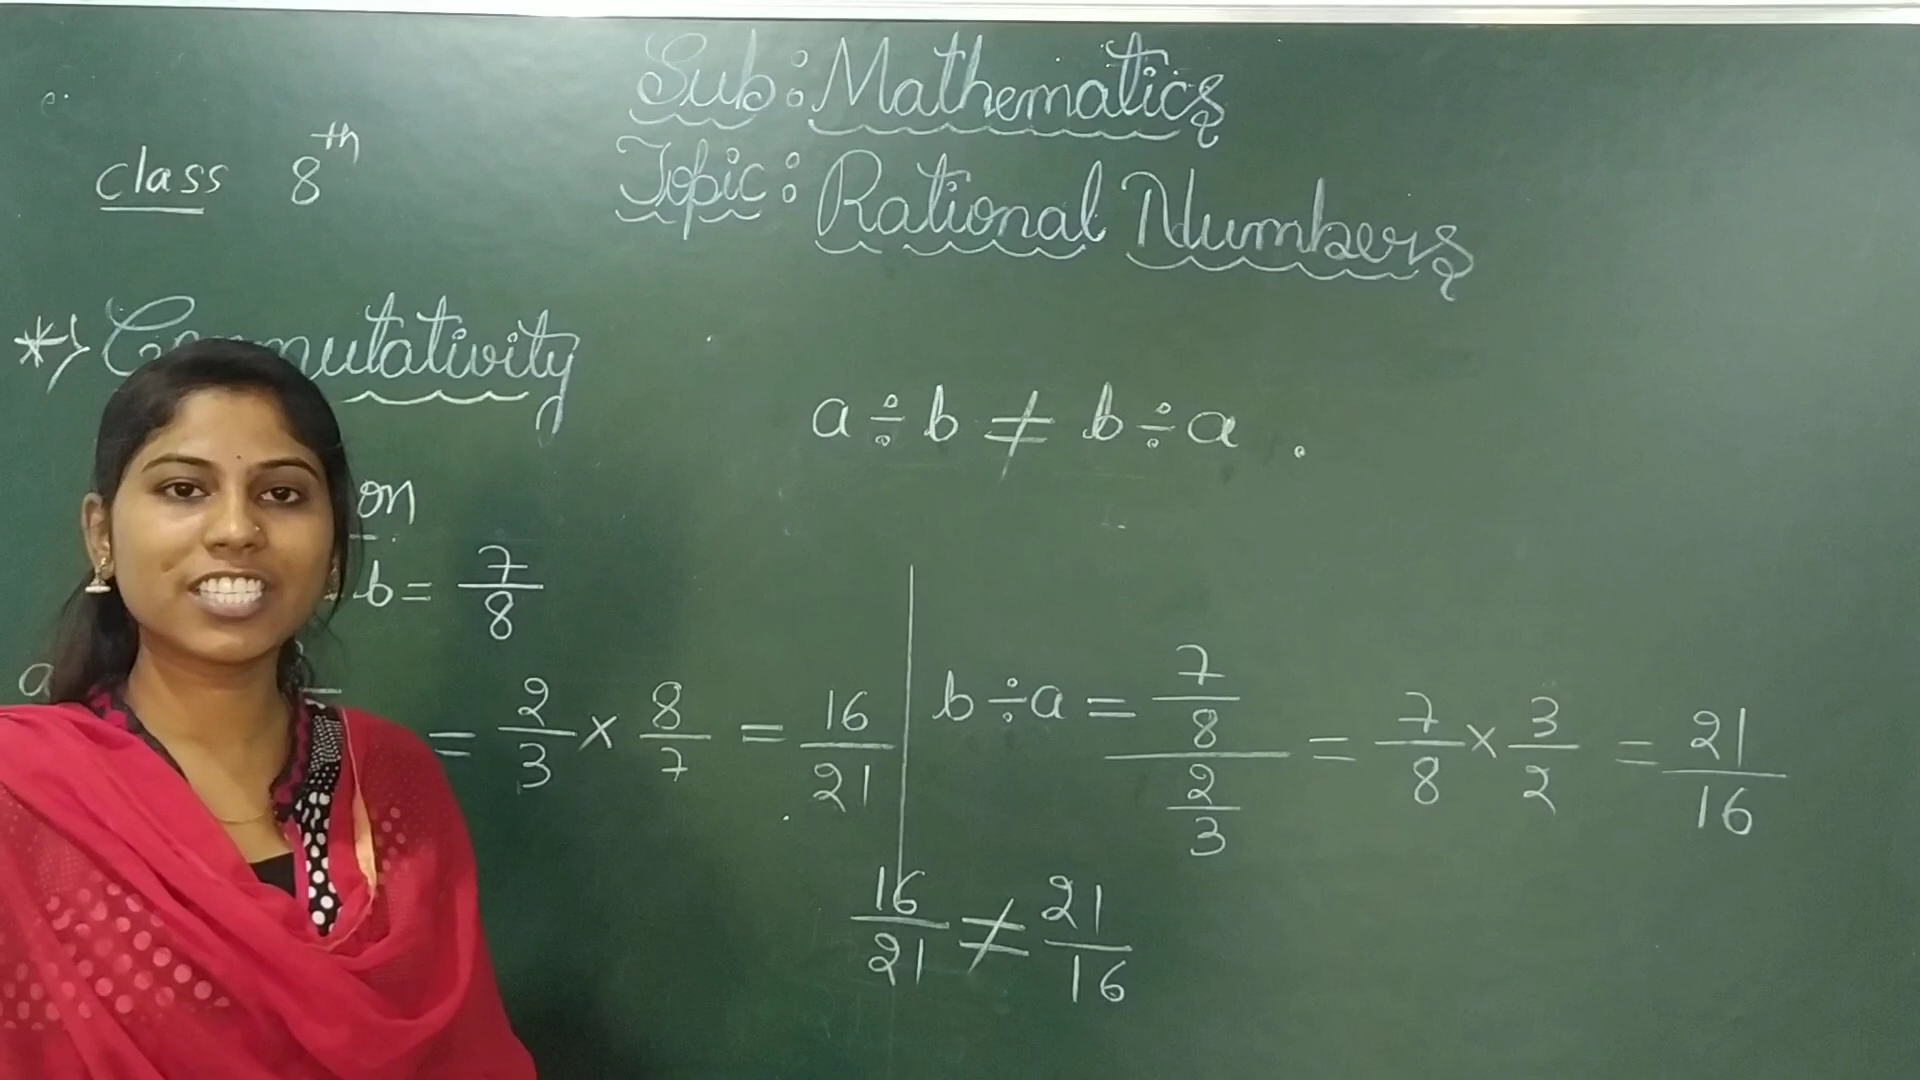 Sub: Mathematics
class 8th
Topic: Rational Numbers
*) Commutativity
a ÷ b ≠ b ÷ a .
on
b = 7/8
a
= 2/3 × 8/7 = 16/21
b ÷ a = 7/8 / 2/3 = 7/8 × 3/2 = 21/16
16/21 ≠ 21/16